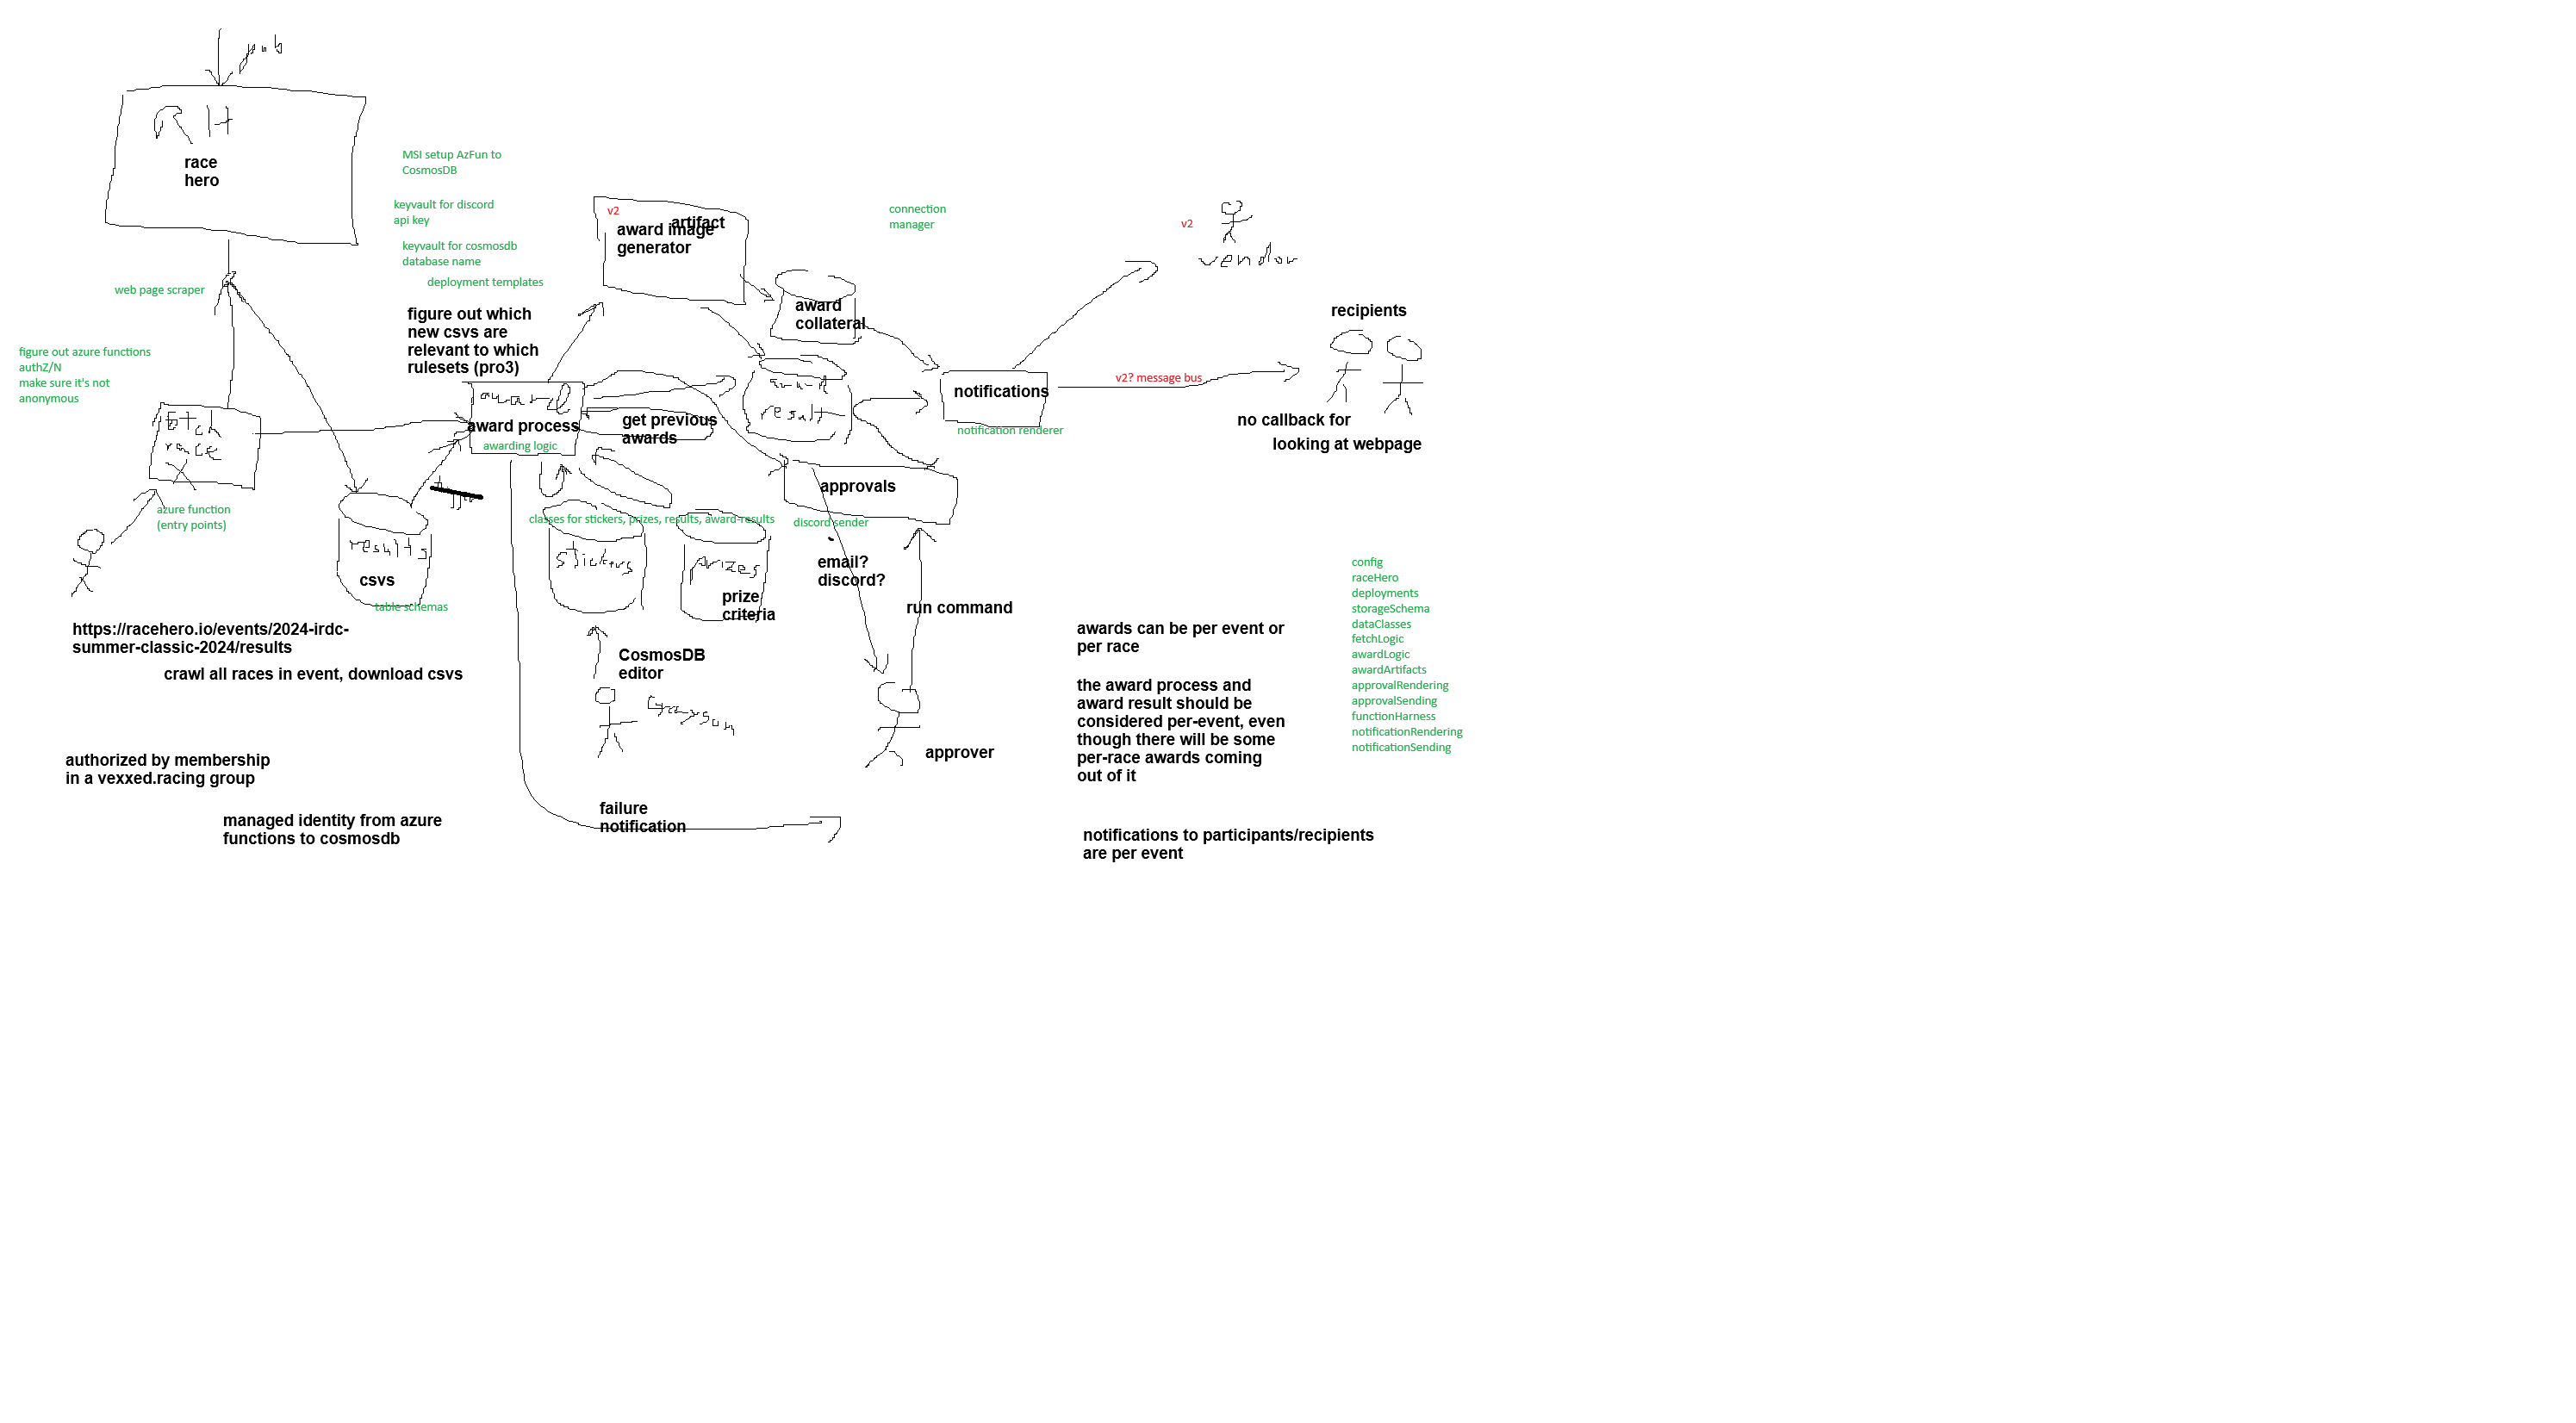 pub
RH
race
hero
MSI setup AzFun to
CosmosDB
keyvault for discord
api key
keyvault for cosmosdb
database name
deployment templates
web page scraper
v2
artifact
award image
generator
connection
manager
v2
vendor
award
collateral
recipients
figure out which
new csvs are
relevant to which
rulesets (pro3)
figure out azure functions
authZ/N
make sure it's not
anonymous
race
azure function
(entry points)
award
award process
awarding logic
get previous
awards
result
notifications
notification renderer
v2? message bus
no callback for
looking at webpage
approvals
discord sender
classes for stickers, prizes, results, award-results
results
csvs
table schemas
stickers
prizes
prize
criteria
email?
discord?
run command
https://racehero.io/events/2024-irdc-
summer-classic-2024/results
crawl all races in event, download csvs
CosmosDB
editor
Grayson
approver
authorized by membership
in a vexxed.racing group
managed identity from azure
functions to cosmosdb
failure
notification
awards can be per event or
per race
the award process and
award result should be
considered per-event, even
though there will be some
per-race awards coming
out of it
notifications to participants/recipients
are per event
config
raceHero
deployments
storageSchema
dataClasses
fetchLogic
awardLogic
awardArtifacts
approvalRendering
approvalSending
functionHarness
notificationRendering
notificationSending